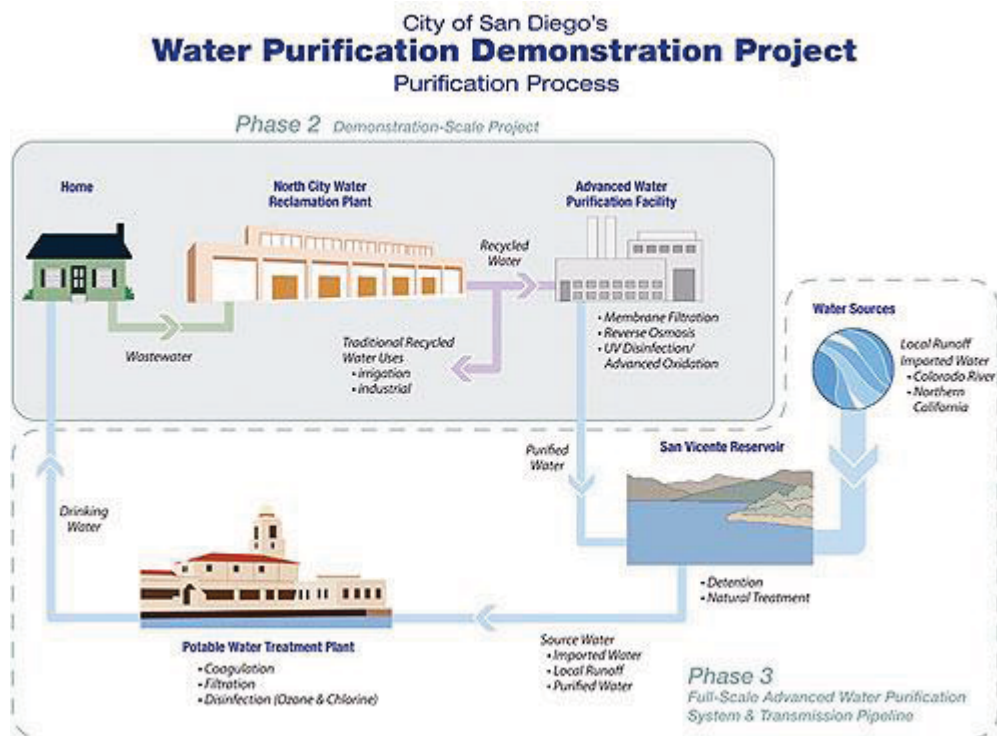 City of San Diego's
Water Purification Demonstration Project
Purification Process
Phase 2 Demonstration-Scale Project
Home
North City Water
Reclamation Plant
Advanced Water
Purification Facility
Recycled
Water
Wastewater
Traditional Recycled
Water Uses
• irrigation
• industrial
• Membrane Filtration
• Reverse Osmosis
• UV Disinfection/
Advanced Oxidation
Water Sources
Local Runoff
Imported Water
• Colorado River
• Northern
California
Purified
Water
San Vicente Reservoir
• Detention
• Natural Treatment
Drinking
Water
Potable Water Treatment Plant
• Coagulation
• Filtration
• Disinfection (Ozone & Chlorine)
Source Water
• Imported Water
• Local Runoff
• Purified Water
Phase 3
Full-Scale Advanced Water Purification
System & Transmission Pipeline